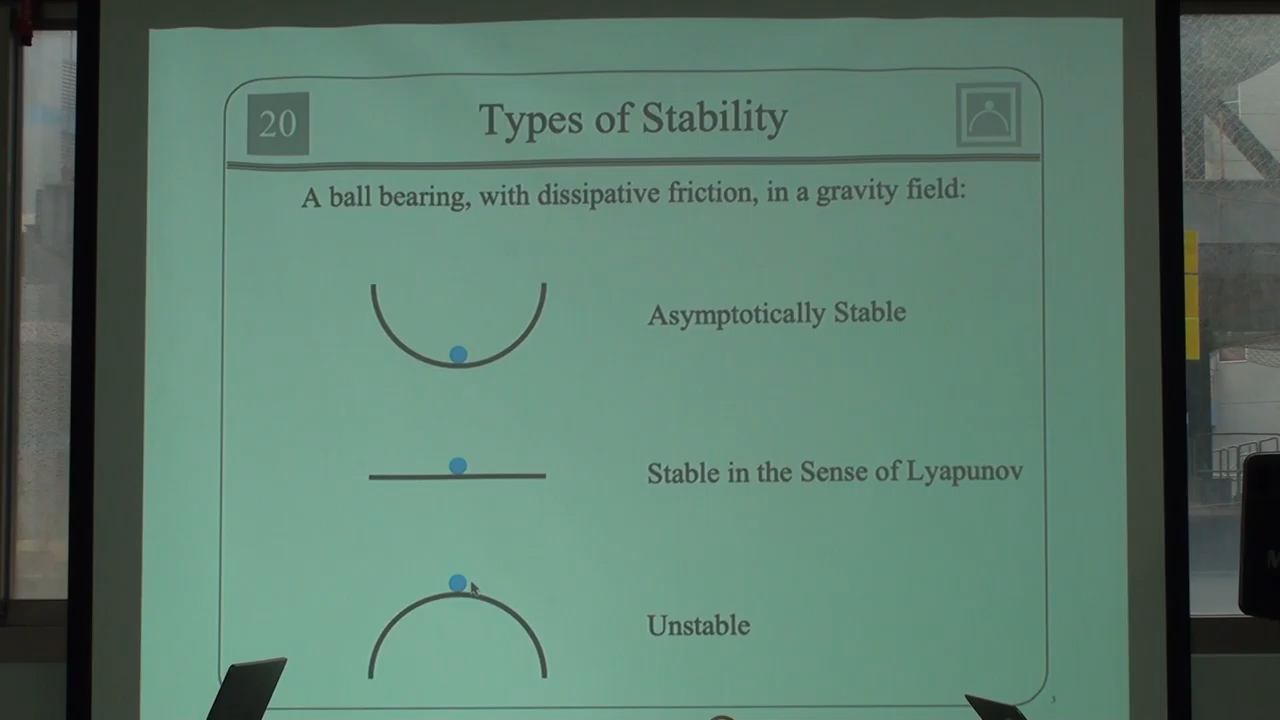 20
Types of Stability
A ball bearing, with dissipative friction, in a gravity field:
Asymptotically Stable
Stable in the Sense of Lyapunov
Unstable
3